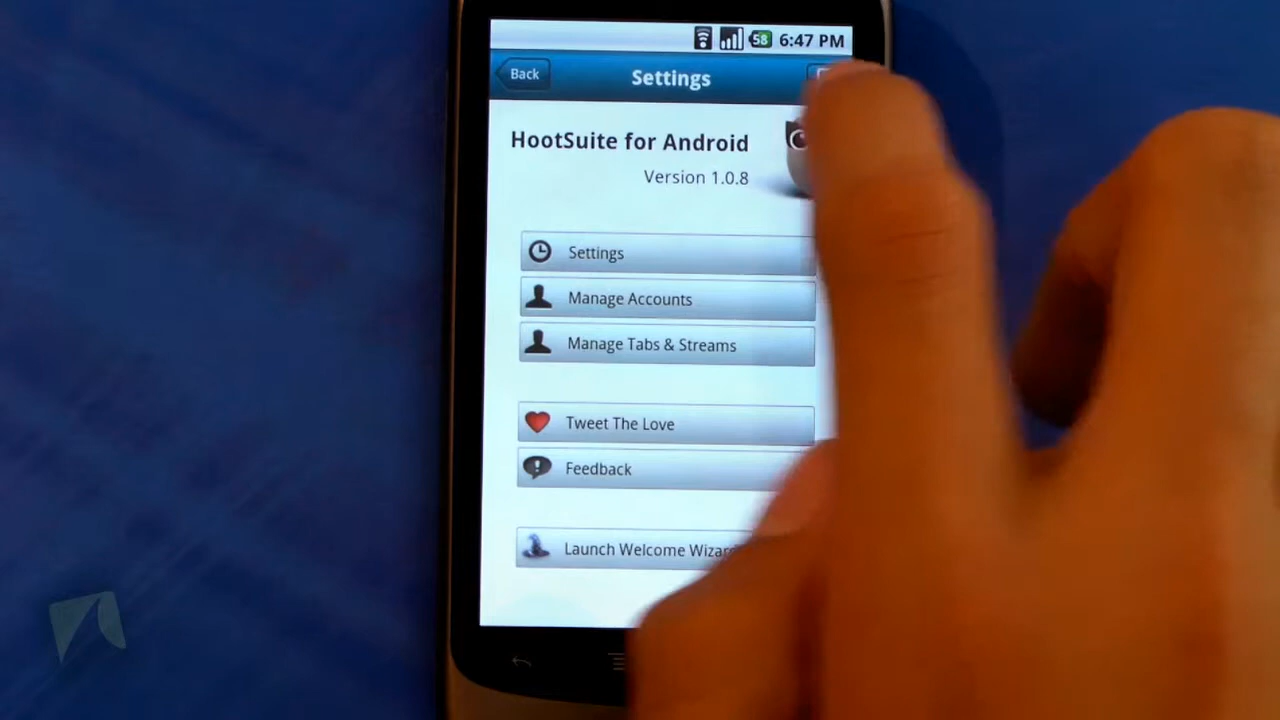 58 6:47 PM
Back
Settings
HootSuite for Android
Version 1.0.8
Settings
Manage Accounts
Manage Tabs & Streams
Tweet The Love
Feedback
Launch Welcome